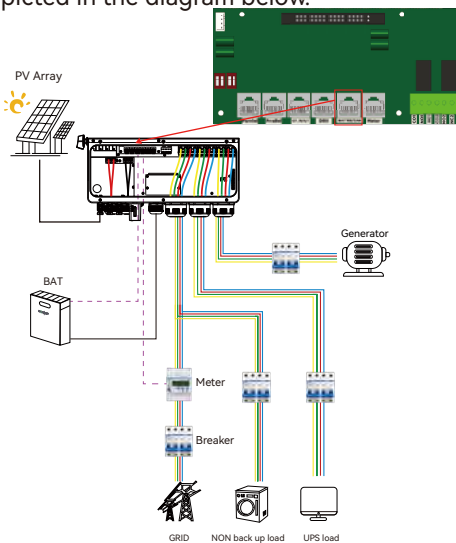 picted in the diagram below.
PV Array
Generator
BAT
Meter
Breaker
GRID
NON back up load
UPS load